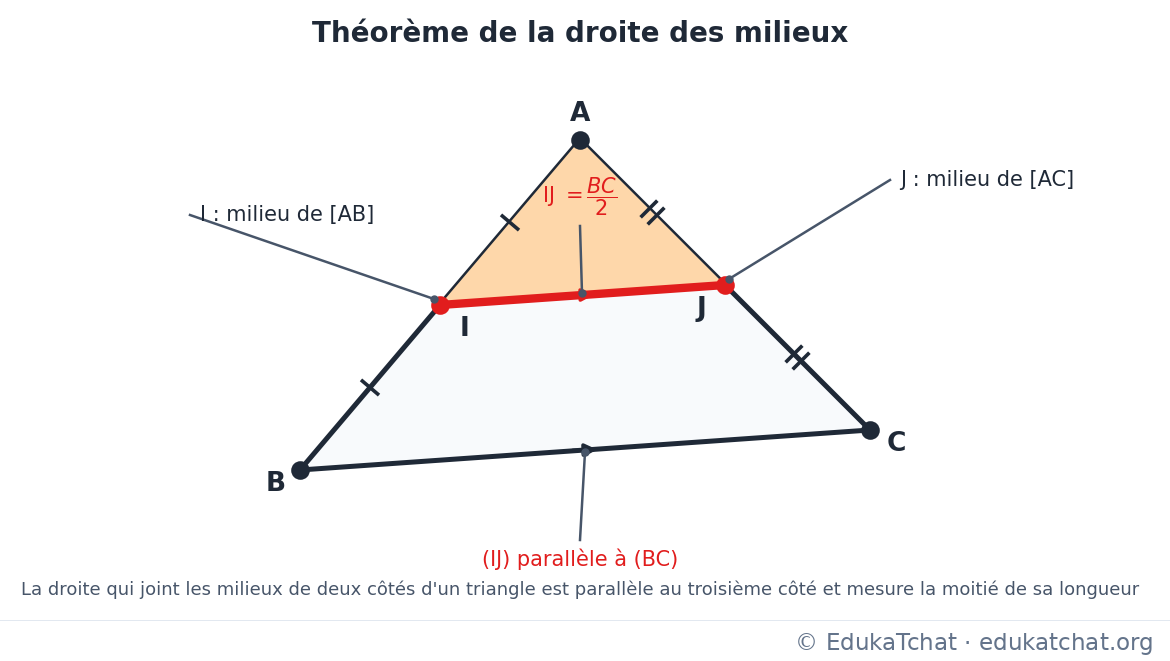 Théorème de la droite des milieux
A
IJ = BC/2
J : milieu de [AC]
I : milieu de [AB]
I
J
B
C
(IJ) parallèle à (BC)
La droite qui joint les milieux de deux côtés d'un triangle est parallèle au troisième côté et mesure la moitié de sa longueur
© EdukaTchat · edukatchat.org